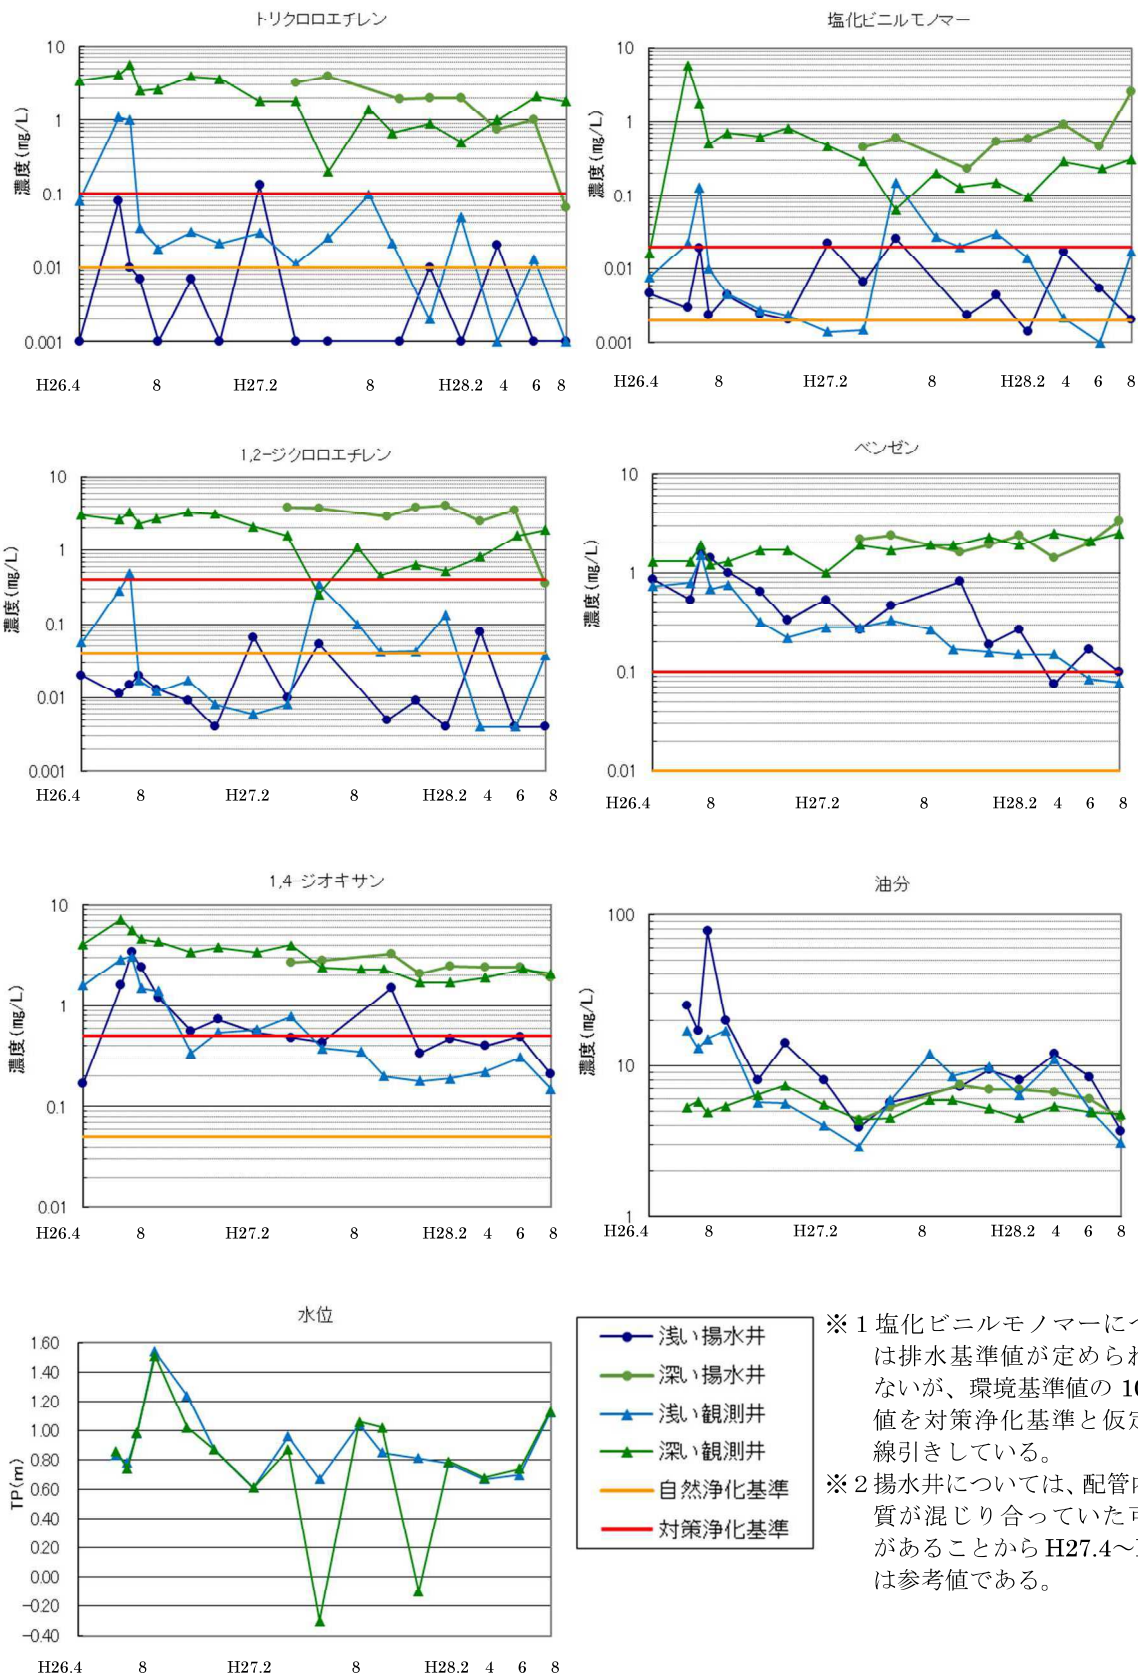 トリクロロエチレン
濃度(㎎/L)
10
1
0.1
0.01
0.001
H26.4 8 H27.2 8 H28.2 4 6 8
塩化ビニルモノマー
濃度(㎎/L)
10
1
0.1
0.01
0.001
H26.4 8 H27.2 8 H28.2 4 6 8
1,2-ジクロロエチレン
濃度(㎎/L)
10
1
0.1
0.01
0.001
H26.4 8 H27.2 8 H28.2 4 6 8
ベンゼン
濃度(㎎/L)
10
1
0.1
0.01
H26.4 8 H27.2 8 H28.2 4 6 8
1,4-ジオキサン
濃度(㎎/L)
10
1
0.1
0.01
H26.4 8 H27.2 8 H28.2 4 6 8
油分
濃度(㎎/L)
100
10
1
H26.4 8 H27.2 8 H28.2 4 6 8
水位
TP(m)
1.60
1.40
1.20
1.00
0.80
0.60
0.40
0.20
0.00
-0.20
-0.40
H26.4 8 H27.2 8 H28.2 4 6 8
浅い揚水井
深い揚水井
浅い観測井
深い観測井
自然浄化基準
対策浄化基準
※1 塩化ビニルモノマーにつ
は排水基準値が定められ
ないが、環境基準値の 10
値を対策浄化基準と仮定
線引きしている。
※2 揚水井については、配管内
質が混じり合っていた可
があることから H27.4～
は参考値である。